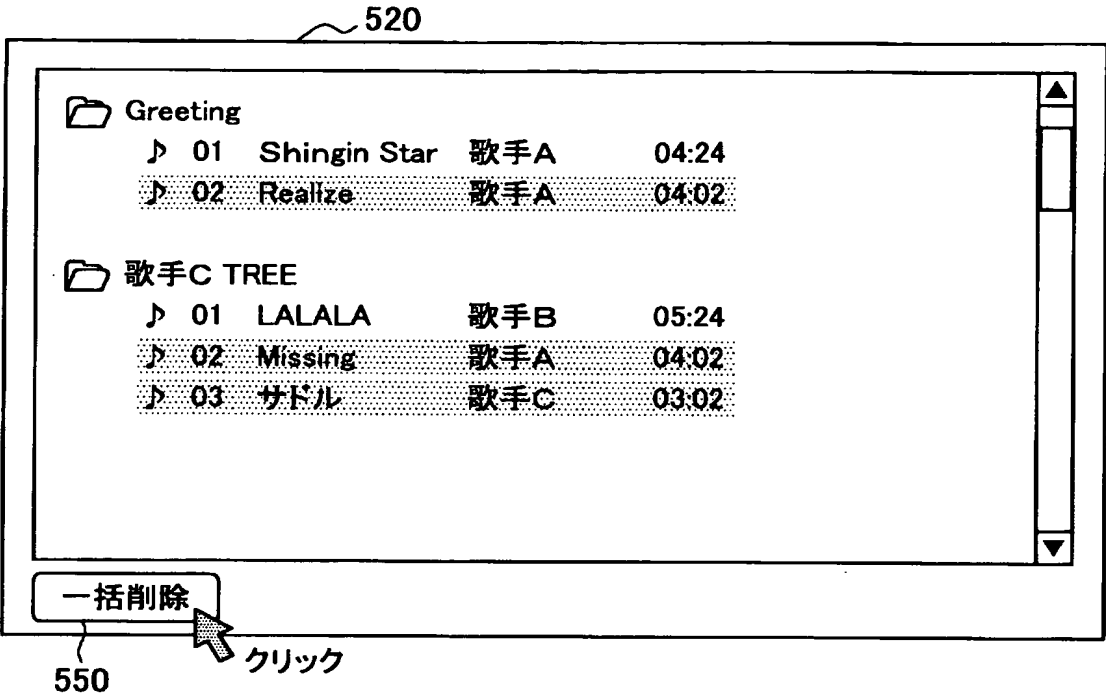 520
Greeting
♪ 01 Shingin Star 歌手A 04:24
♪ 02 Realize 歌手A 04:02
歌手C TREE
♪ 01 LALALA 歌手B 05:24
♪ 02 Missing 歌手A 04:02
♪ 03 サドル 歌手C 03:02
一括削除
クリック
550